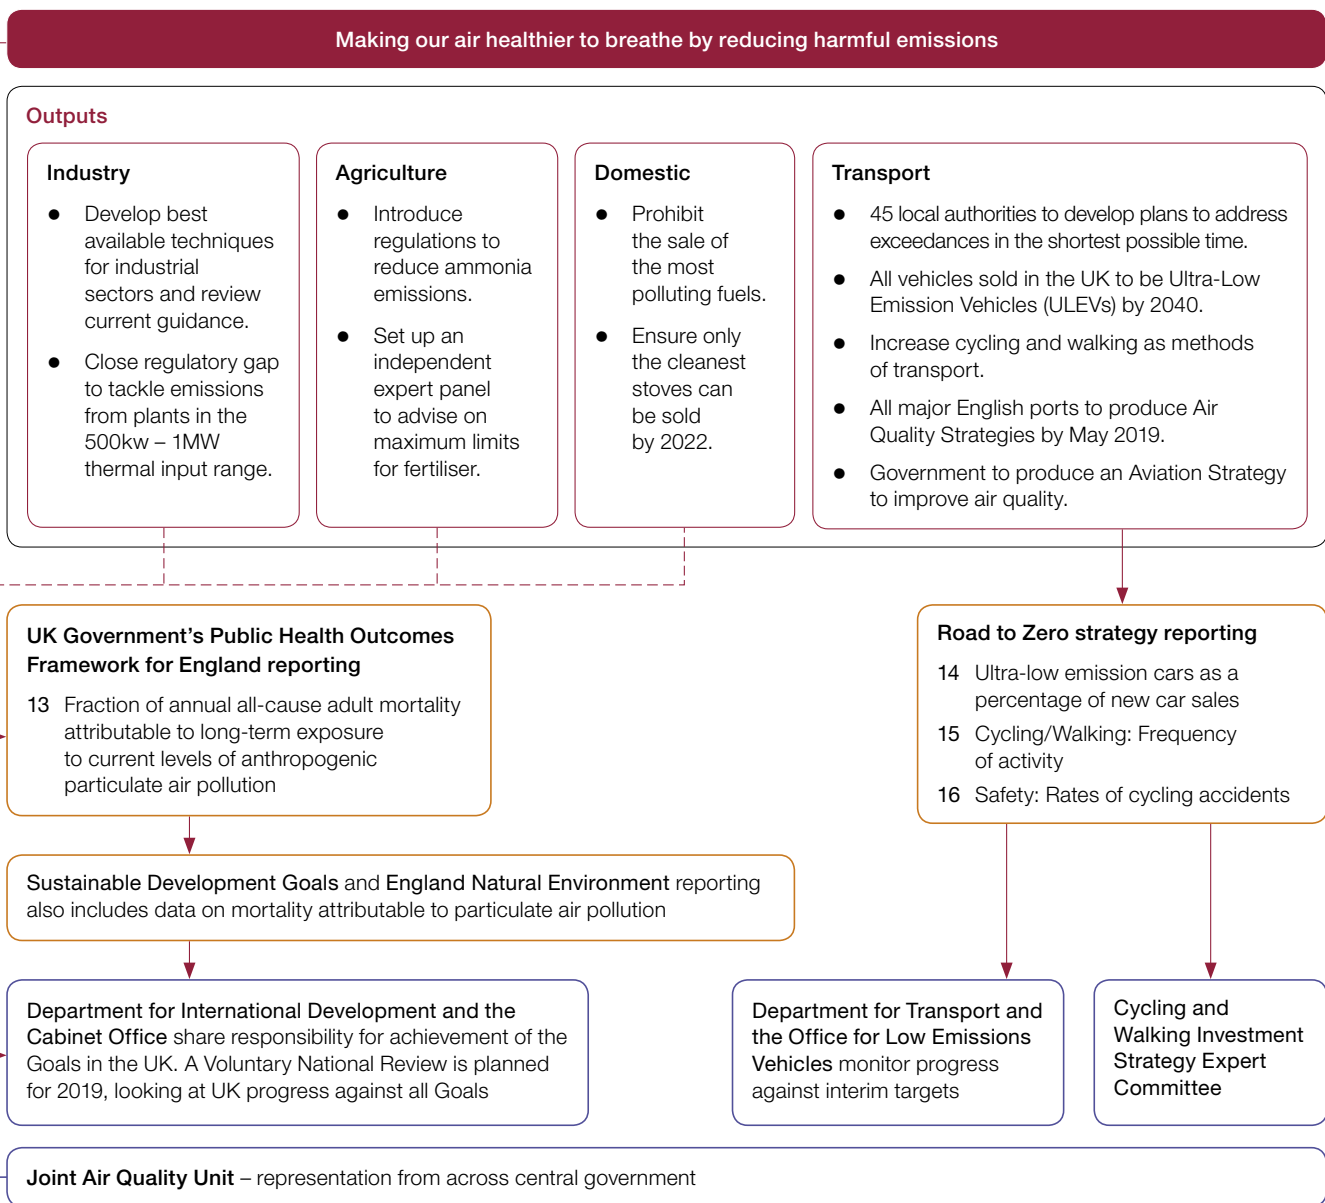 Making our air healthier to breathe by reducing harmful emissions
Outputs
Industry
● Develop best
available techniques
for industrial
sectors and review
current guidance.
● Close regulatory gap
to tackle emissions
from plants in the
500kw – 1MW
thermal input range.
Agriculture
● Introduce
regulations to
reduce ammonia
emissions.
● Set up an
independent
expert panel
to advise on
maximum limits
for fertiliser.
Domestic
● Prohibit
the sale of
the most
polluting fuels.
● Ensure only
the cleanest
stoves can
be sold
by 2022.
Transport
● 45 local authorities to develop plans to address
exceedances in the shortest possible time.
● All vehicles sold in the UK to be Ultra-Low
Emission Vehicles (ULEVs) by 2040.
● Increase cycling and walking as methods
of transport.
● All major English ports to produce Air
Quality Strategies by May 2019.
● Government to produce an Aviation Strategy
to improve air quality.
UK Government’s Public Health Outcomes
Framework for England reporting
13 Fraction of annual all-cause adult mortality
attributable to long-term exposure
to current levels of anthropogenic
particulate air pollution
Road to Zero strategy reporting
14 Ultra-low emission cars as a
percentage of new car sales
15 Cycling/Walking: Frequency
of activity
16 Safety: Rates of cycling accidents
Sustainable Development Goals and England Natural Environment reporting
also includes data on mortality attributable to particulate air pollution
Department for International Development and the
Cabinet Office share responsibility for achievement of the
Goals in the UK. A Voluntary National Review is planned
for 2019, looking at UK progress against all Goals
Department for Transport and
the Office for Low Emissions
Vehicles monitor progress
against interim targets
Cycling and
Walking Investment
Strategy Expert
Committee
Joint Air Quality Unit – representation from across central government